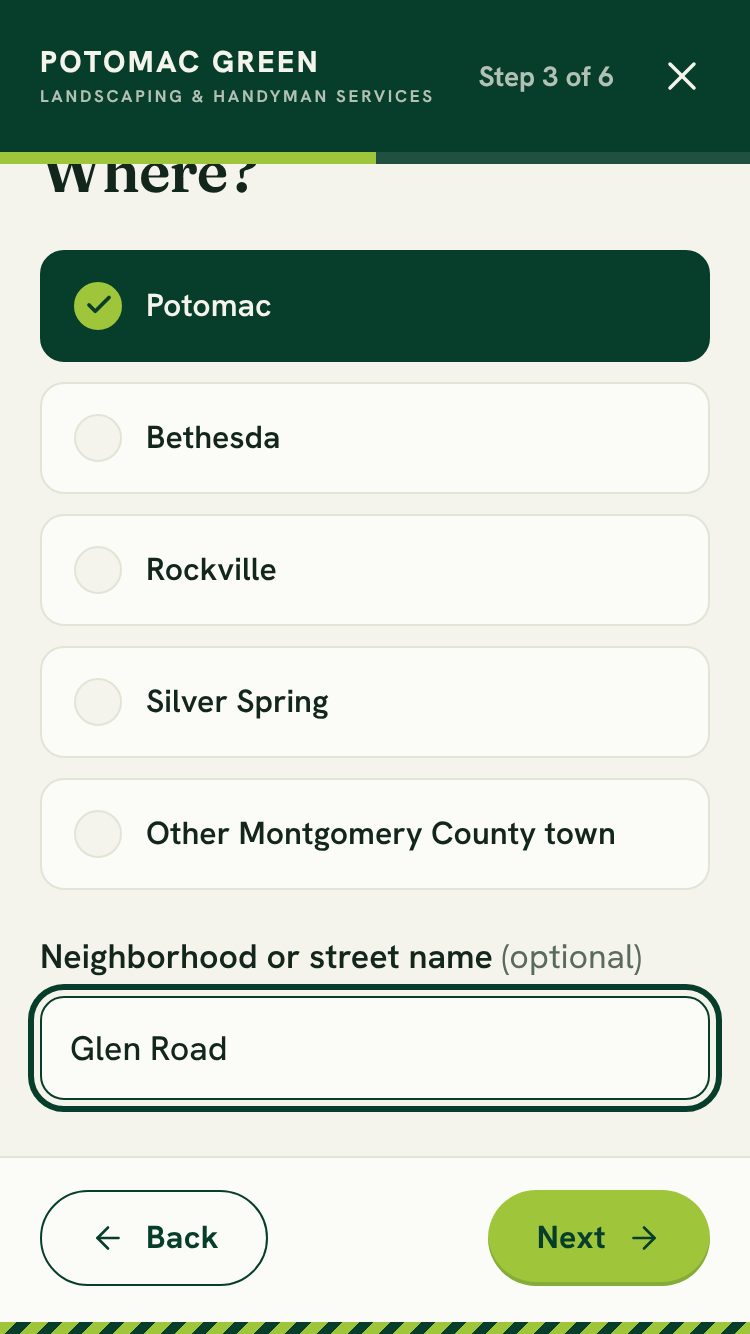 POTOMAC GREEN
LANDSCAPING & HANDYMAN SERVICES
Step 3 of 6
Where?
Potomac
Bethesda
Rockville
Silver Spring
Other Montgomery County town
Neighborhood or street name (optional)
Glen Road
Back
Next